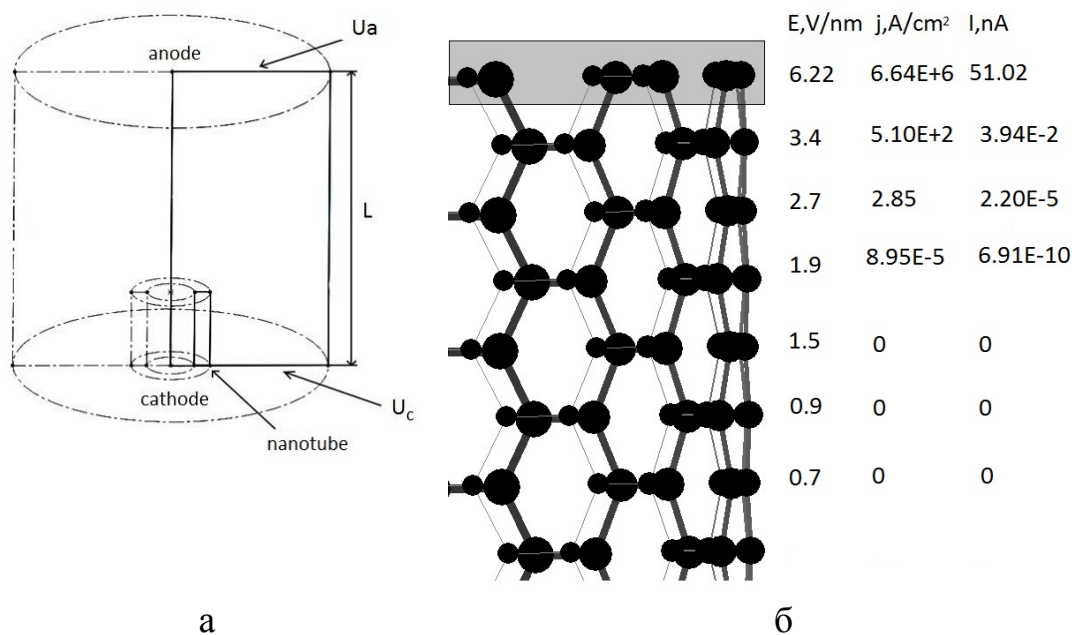 Ua
anode
L
cathode
U_c
nanotube
E,V/nm j,A/cm² I,nA
6.22 6.64E+6 51.02
3.4 5.10E+2 3.94E-2
2.7 2.85 2.20E-5
1.9 8.95E-5 6.91E-10
1.5 0 0
0.9 0 0
0.7 0 0
а б